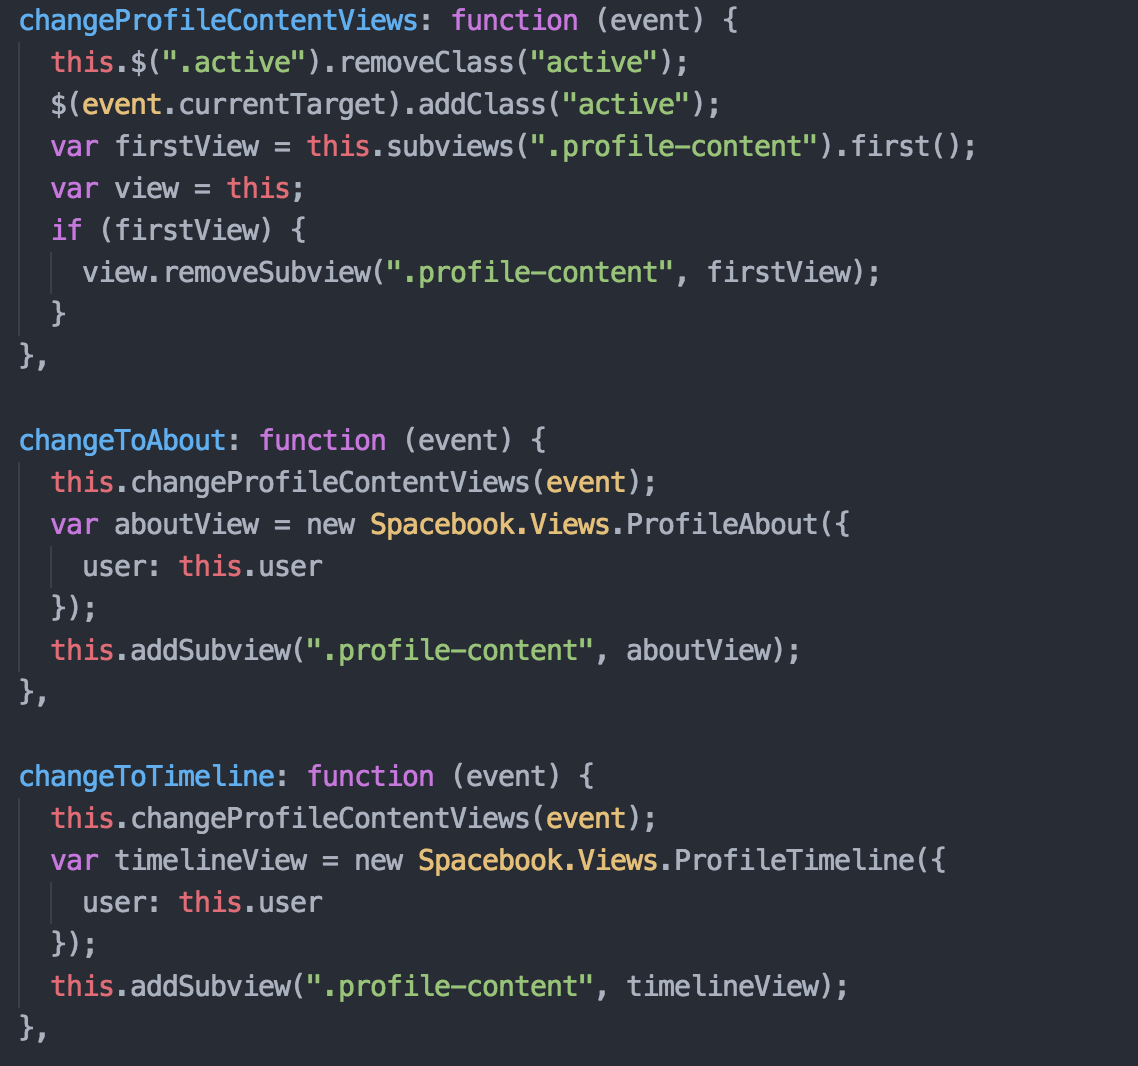 changeProfileContentViews: function (event) {
  this.$(".active").removeClass("active");
  $(event.currentTarget).addClass("active");
  var firstView = this.subviews(".profile-content").first();
  var view = this;
  if (firstView) {
    view.removeSubview(".profile-content", firstView);
  }
},

changeToAbout: function (event) {
  this.changeProfileContentViews(event);
  var aboutView = new Spacebook.Views.ProfileAbout({
    user: this.user
  });
  this.addSubview(".profile-content", aboutView);
},

changeToTimeline: function (event) {
  this.changeProfileContentViews(event);
  var timelineView = new Spacebook.Views.ProfileTimeline({
    user: this.user
  });
  this.addSubview(".profile-content", timelineView);
},